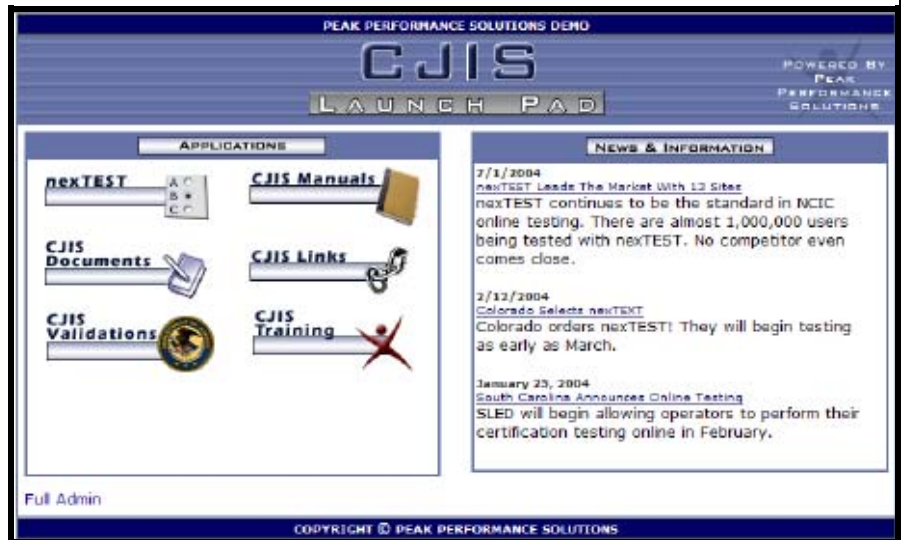 PEAK PERFORMANCE SOLUTIONS DEMO
CJIS
LAUNCH PAD
POWERED BY
PEAK
PERFORMANCE
SOLUTIONS
APPLICATIONS
nexTEST
A
B
C
CJIS Manuals
CJIS
Documents
CJIS Links
CJIS
Validations
CJIS
Training
NEWS & INFORMATION
7/1/2004
nexTEST Leads The Market With 12 Sites
nexTEST continues to be the standard in NCIC
online testing. There are almost 1,000,000 users
being tested with nexTEST. No competitor even
comes close.
2/12/2004
Colorado Selects nexTEXT
Colorado orders nexTEST! They will begin testing
as early as March.
January 23, 2004
South Carolina Announces Online Testing
SLED will begin allowing operators to perform their
certification testing online in February.
Full Admin
COPYRIGHT © PEAK PERFORMANCE SOLUTIONS